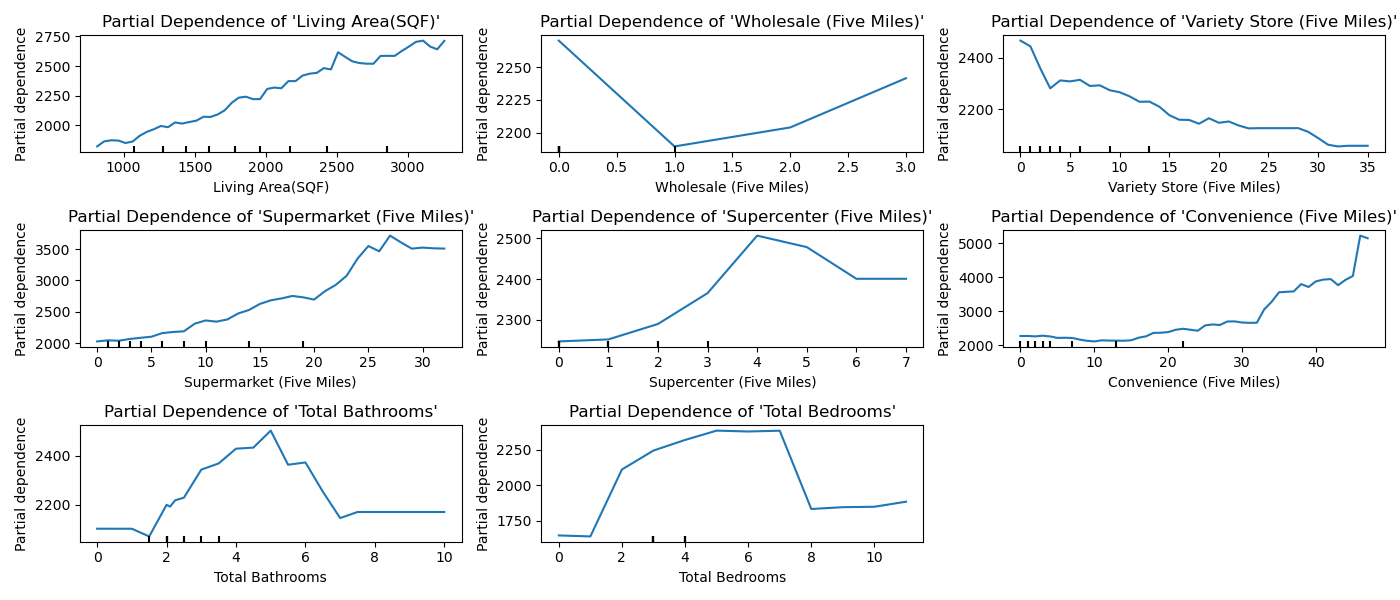 Partial Dependence of 'Living Area(SQF)'
Partial dependence
2750
2500
2250
2000
1000 1500 2000 2500 3000
Living Area(SQF)
Partial Dependence of 'Wholesale (Five Miles)'
Partial dependence
2250
2225
2200
0.0 0.5 1.0 1.5 2.0 2.5 3.0
Wholesale (Five Miles)
Partial Dependence of 'Variety Store (Five Miles)'
Partial dependence
2400
2200
0 5 10 15 20 25 30 35
Variety Store (Five Miles)
Partial Dependence of 'Supermarket (Five Miles)'
Partial dependence
3500
3000
2500
2000
0 5 10 15 20 25 30
Supermarket (Five Miles)
Partial Dependence of 'Supercenter (Five Miles)'
Partial dependence
2500
2400
2300
0 1 2 3 4 5 6 7
Supercenter (Five Miles)
Partial Dependence of 'Convenience (Five Miles)'
Partial dependence
5000
4000
3000
2000
0 10 20 30 40
Convenience (Five Miles)
Partial Dependence of 'Total Bathrooms'
Partial dependence
2400
2200
0 2 4 6 8 10
Total Bathrooms
Partial Dependence of 'Total Bedrooms'
Partial dependence
2250
2000
1750
0 2 4 6 8 10
Total Bedrooms